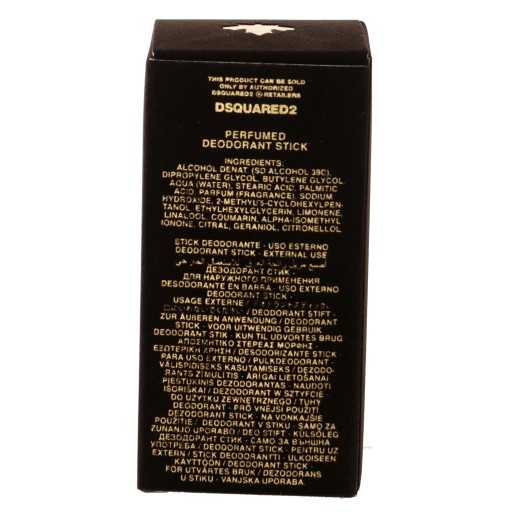 THIS PRODUCT CAN BE SOLD
ONLY BY AUTHORIZED
DSQUARED2 RETAILERS
DSQUARED2
PERFUMED
DEODORANT STICK
INGREDIENTS:
ALCOHOL DENAT. (SD ALCOHOL 39C),
DIPROPYLENE GLYCOL, BUTYLENE GLYCOL,
AQUA (WATER), STEARIC ACID, PALMITIC
ACID, PARFUM (FRAGRANCE), SODIUM
HYDROXIDE, 2-METHYL 5-CYCLOHEXYLPEN-
TANOL, ETHYLHEXYLGLYCERIN, LIMONENE,
LINALOOL, COUMARIN, ALPHA-ISOMETHYL
IONONE, CITRAL, GERANIOL, CITRONELLOL
STICK DEODORANTE - USO ESTERNO
DEODORANT STICK - EXTERNAL USE
ДЕЗОДОРАНТ СТИК -
ДЛЯ НАРУЖНОГО ПРИМЕНЕНИЯ
DESODORANTE EN BARRA - USO EXTERNO
DEODORANT STICK -
USAGE EXTERNE /
/ DEODORANT STIFT -
ZUR ÄUßEREN ANWENDUNG / DEODORANT
STICK - VOOR UITWENDIG GEBRUIK
DEODORANT STIK - KUN TIL UDVORTES BRUG
ΑΠΟΣΜΗΤΙΚΟ ΣΤΕΡΕΑΣ ΜΟΡΦΗΣ -
ΕΞΩΤΕΡΙΚΗ ΧΡΗΣΗ / DESODORIZANTE STICK -
PARA USO EXTERNO / PULKDEODORANT -
VÄLISPIDISEKS KASUTAMISEKS / DEZODO-
RANTS ZĪMULĪTIS - ĀRĪGAI LIETOŠANAI
PIEŠTUKINIS DEZODORANTAS - NAUDOTI
IŠORIŠKAI / DEZODORANT W SZTYFCIE -
DO UŻYTKU ZEWNĘTRZNEGO / TUHÝ
DEODORANT - PRO VNĚJŠÍ POUŽITÍ
DEZODORANT STICK - NA VONKAJŠIE
POUŽITIE / DEODORANT V STIKU - SAMO ZA
ZUNANJO UPORABO / DEO STIFT - KÜLSŐLEG
ДЕЗОДОРАНТ СТИК - САМО ЗА ВЪНШНА
УПОТРЕБА / DEODORANT STICK - PENTRU UZ
EXTERN / STICK DEODORANTTI - ULKOISEEN
KÄYTTÖÖN / DEODORANT STICK -
FÖR UTVÄRTES BRUK / DEZODORANS
U STIKU - VANJSKA UPORABA.